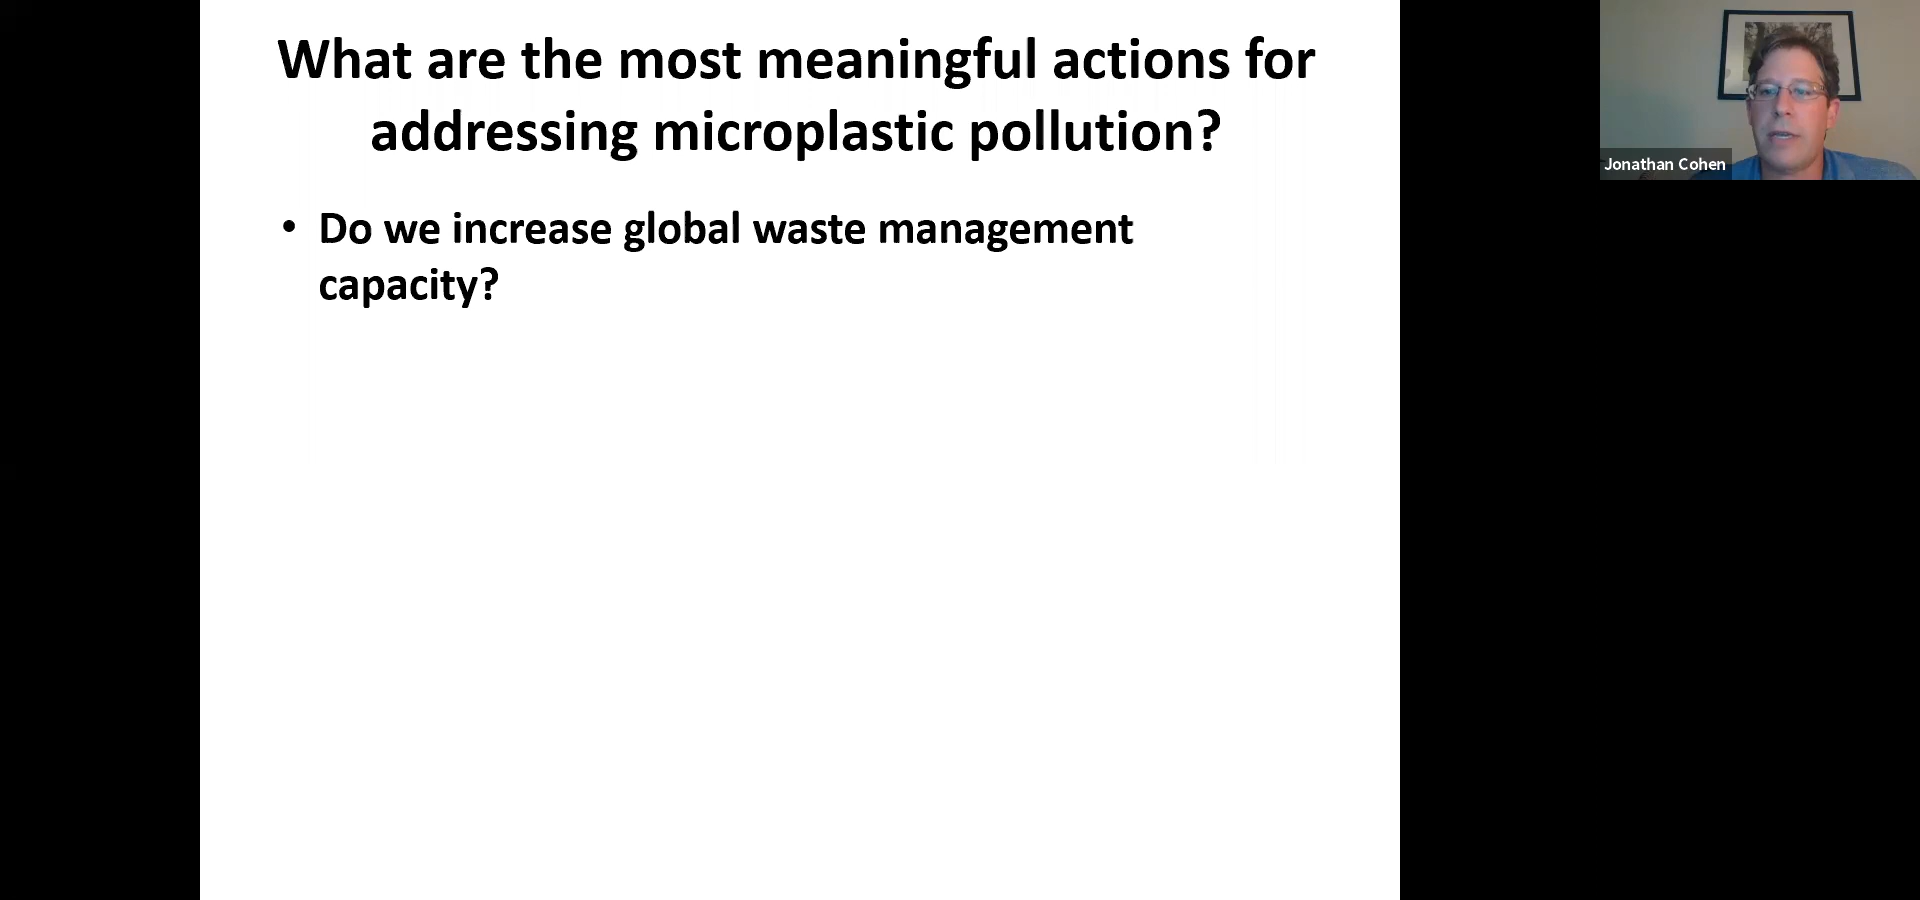 What are the most meaningful actions for
addressing microplastic pollution?
• Do we increase global waste management
capacity?
Jonathan Cohen